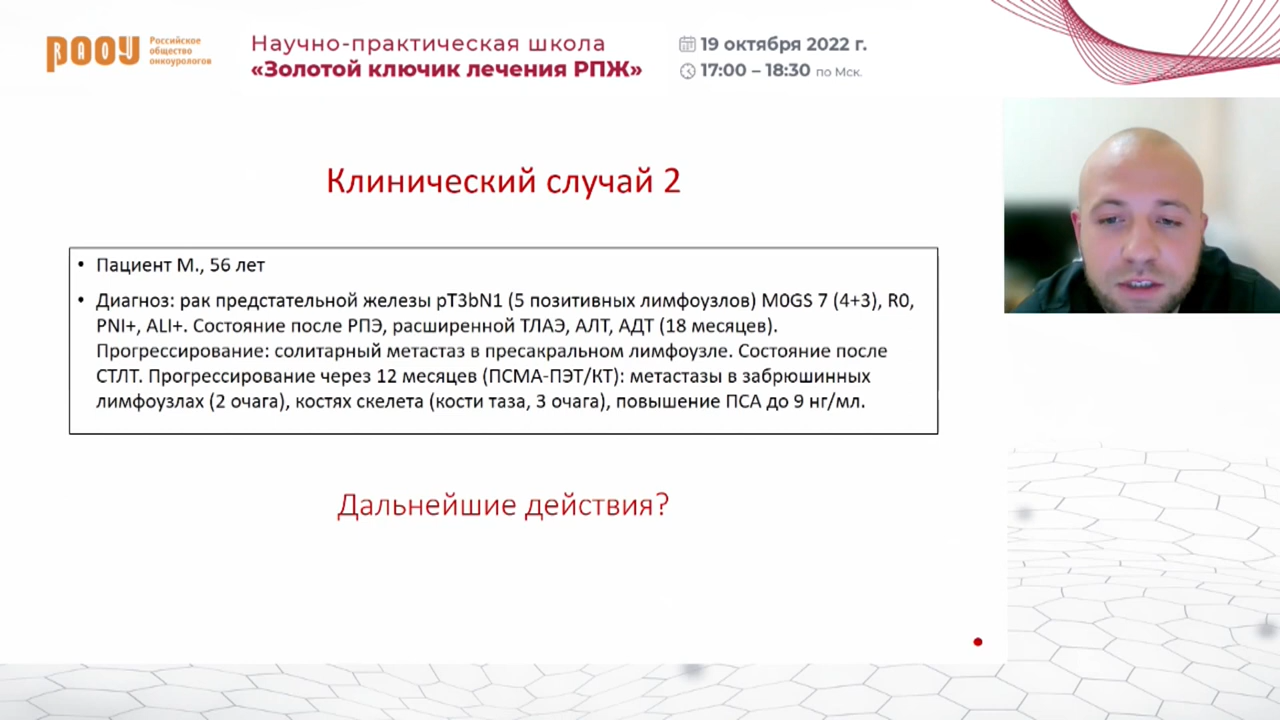 РАОУ
Российское
общество
онкоурологов
Научно-практическая школа
«Золотой ключик лечения РПЖ»
19 октября 2022 г.
17:00 – 18:30 по Мск.
Клинический случай 2
• Пациент М., 56 лет
• Диагноз: рак предстательной железы pT3bN1 (5 позитивных лимфоузлов) M0GS 7 (4+3), R0,
PNI+, ALI+. Состояние после РПЭ, расширенной ТЛАЭ, АЛТ, АДТ (18 месяцев).
Прогрессирование: солитарный метастаз в пресакральном лимфоузле. Состояние после
СТЛТ. Прогрессирование через 12 месяцев (ПСМА-ПЭТ/КТ): метастазы в забрюшинных
лимфоузлах (2 очага), костях скелета (кости таза, 3 очага), повышение ПСА до 9 нг/мл.
Дальнейшие действия?